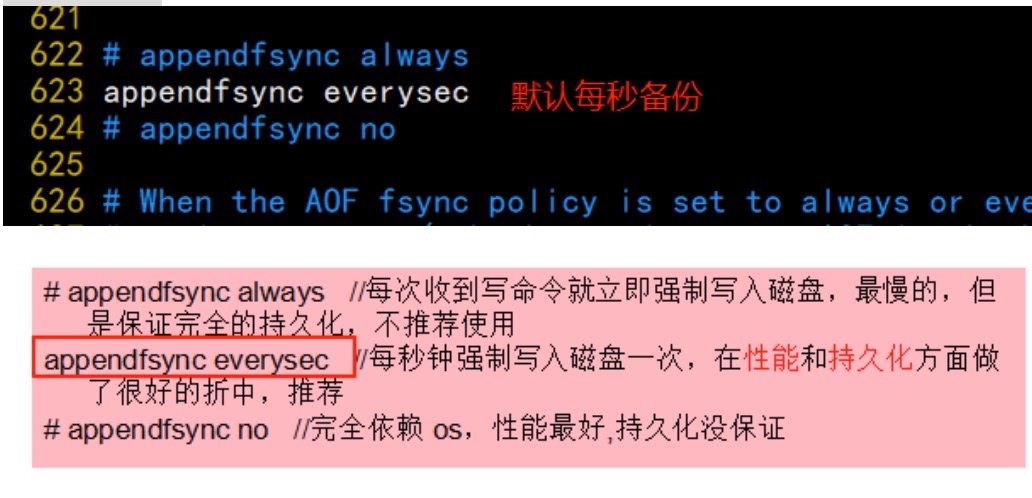 621
622 # appendfsync always
623 appendfsync everysec 默认每秒备份
624 # appendfsync no
625
626 # When the AOF fsync policy is set to always or eve
# appendfsync always //每次收到写命令就立即强制写入磁盘，最慢的，但
是保证完全的持久化，不推荐使用
appendfsync everysec //每秒钟强制写入磁盘一次，在性能和持久化方面做
了很好的折中，推荐
# appendfsync no //完全依赖 os，性能最好,持久化没保证